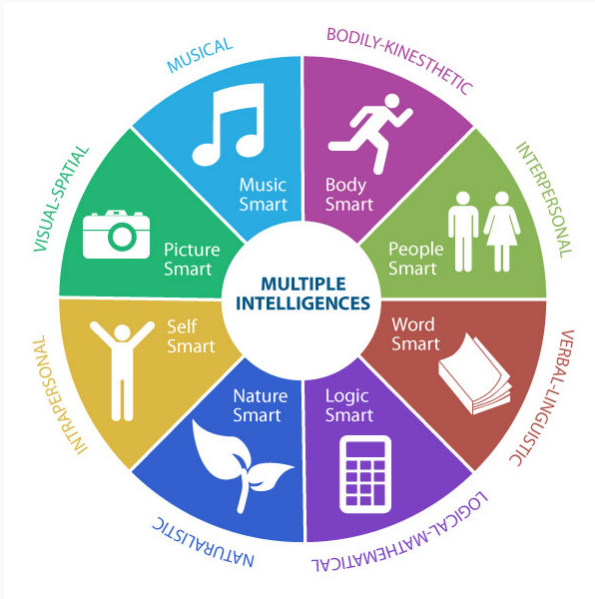 MULTIPLE
INTELLIGENCES
MUSICAL
Music
Smart
BODILY-KINESTHETIC
Body
Smart
INTERPERSONAL
People
Smart
VERBAL-LINGUISTIC
Word
Smart
LOGICAL-MATHEMATICAL
Logic
Smart
NATURALISTIC
Nature
Smart
INTRAPERSONAL
Self
Smart
VISUAL-SPATIAL
Picture
Smart